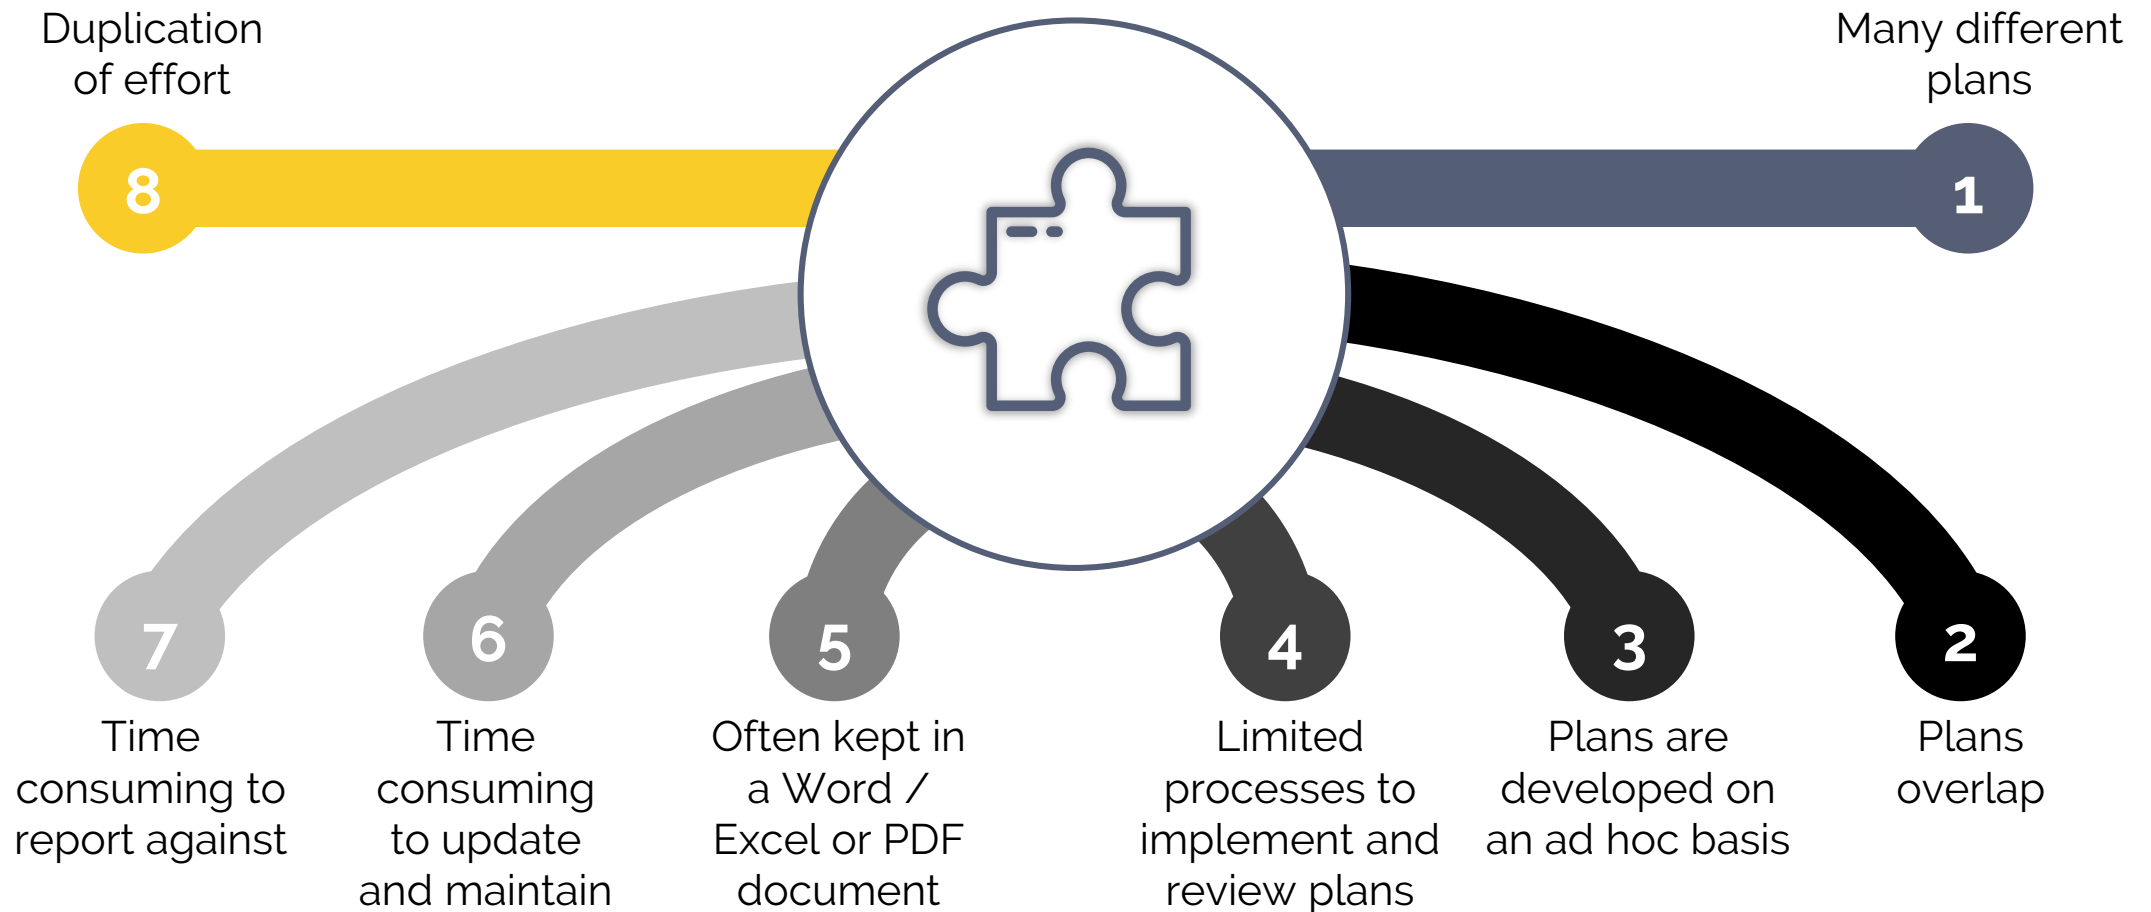 Duplication
of effort
8
Many different
plans
1
7
Time
consuming to
report against
6
Time
consuming
to update
and maintain
5
Often kept in
a Word /
Excel or PDF
document
4
Limited
processes to
implement and
review plans
3
Plans are
developed on
an ad hoc basis
2
Plans
overlap